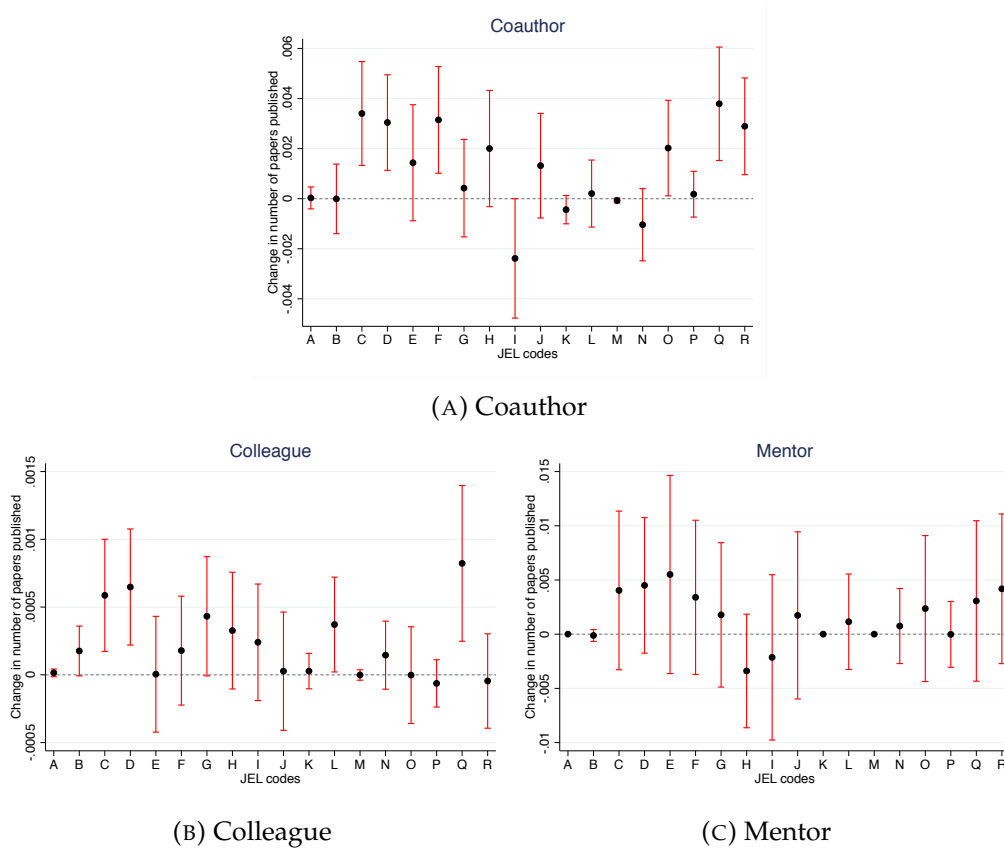 Coauthor
Change in number of papers published
.006
.004
.002
0
-.002
-.004
A B C D E F G H I J K L M N O P Q R
JEL codes
(A) Coauthor
Colleague
Change in number of papers published
.0015
.001
.0005
0
-.0005
A B C D E F G H I J K L M N O P Q R
JEL codes
(B) Colleague
Mentor
Change in number of papers published
.015
.01
.005
0
-.005
-.01
A B C D E F G H I J K L M N O P Q R
JEL codes
(C) Mentor